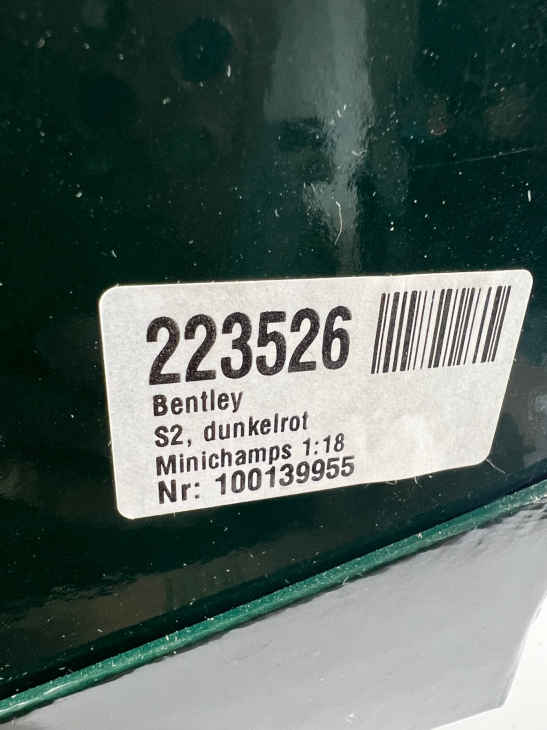 223526
Bentley
S2, dunkelrot
Minichamps 1:18
Nr: 100139955